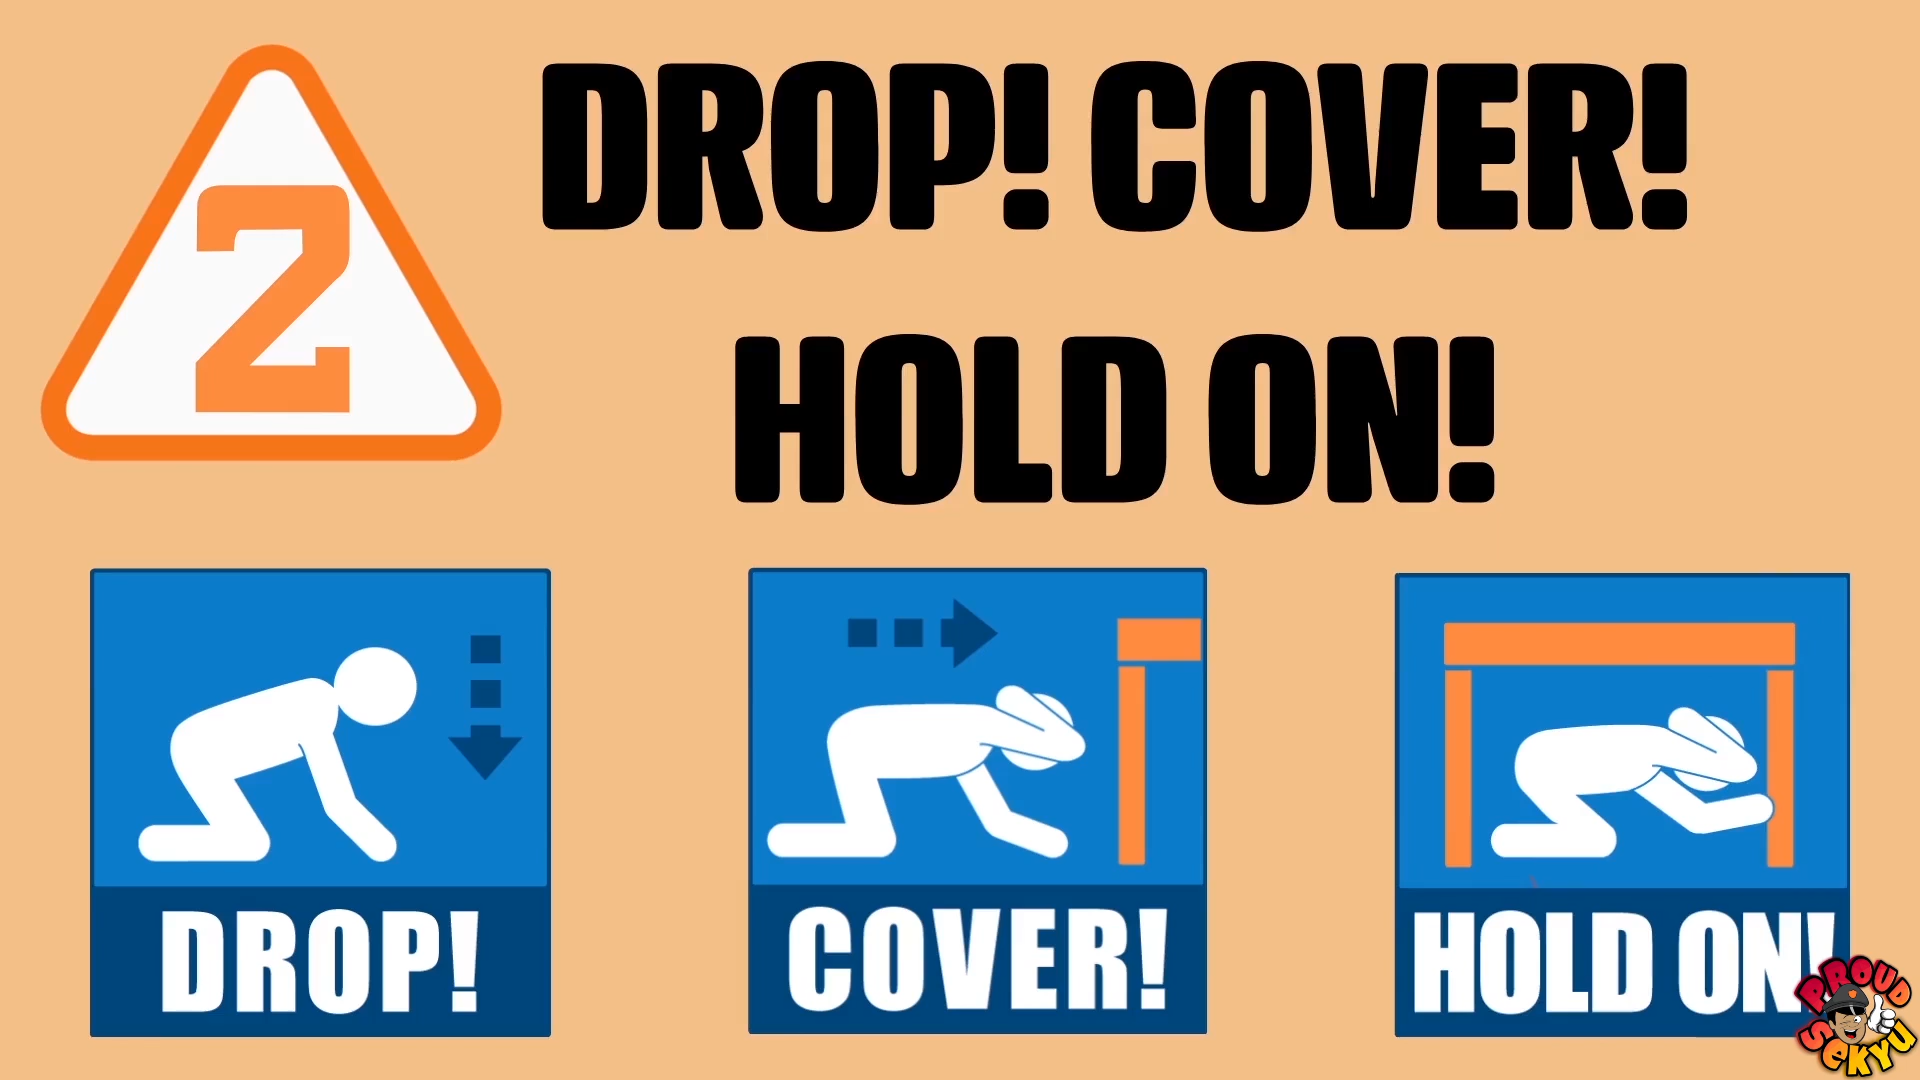 2
DROP! COVER!
HOLD ON!
DROP!
COVER!
HOLD ON!
PROUD
SEKYU